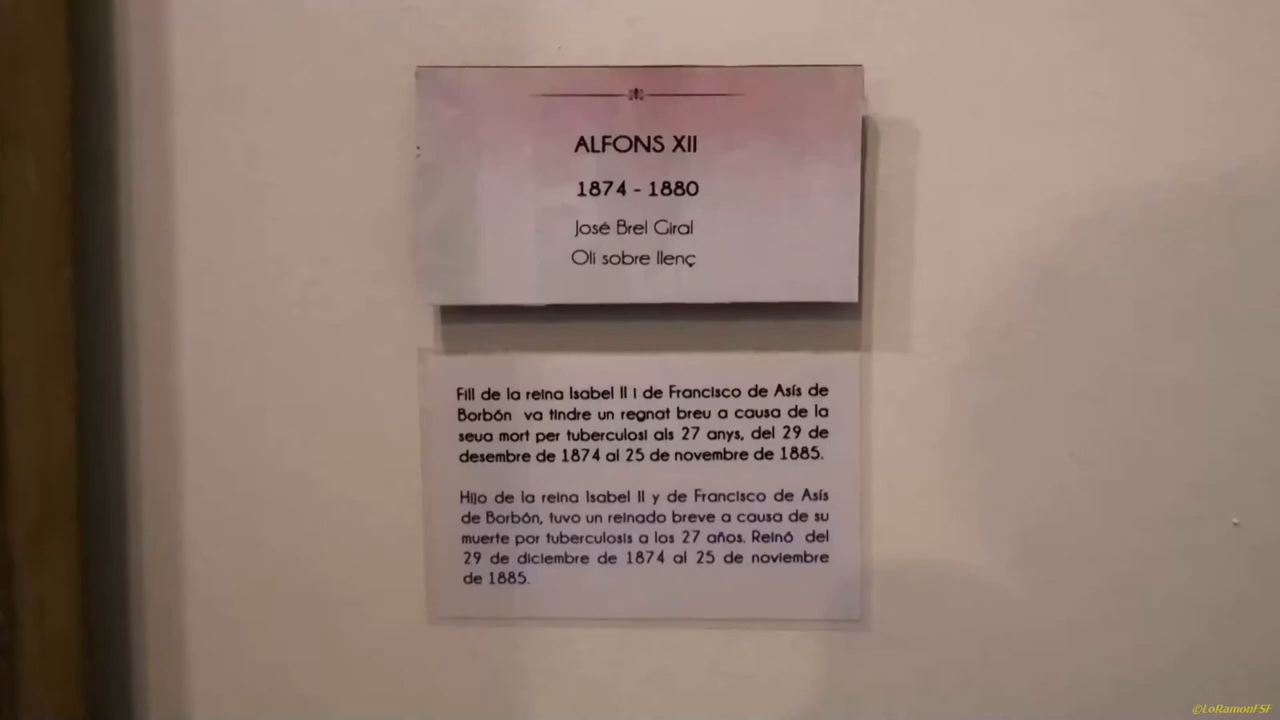 ALFONS XII
1874 - 1880
José Brel Giral
Oli sobre llenç
Fill de la reina Isabel II i de Francisco de Asís de
Borbón va tindre un regnat breu a causa de la
seua mort per tuberculosi als 27 anys, del 29 de
desembre de 1874 al 25 de novembre de 1885.
Hijo de la reina Isabel II y de Francisco de Asís
de Borbón, tuvo un reinado breve a causa de su
muerte por tuberculosis a los 27 años. Reinó del
29 de diciembre de 1874 al 25 de noviembre
de 1885.
©LoRamonFSF